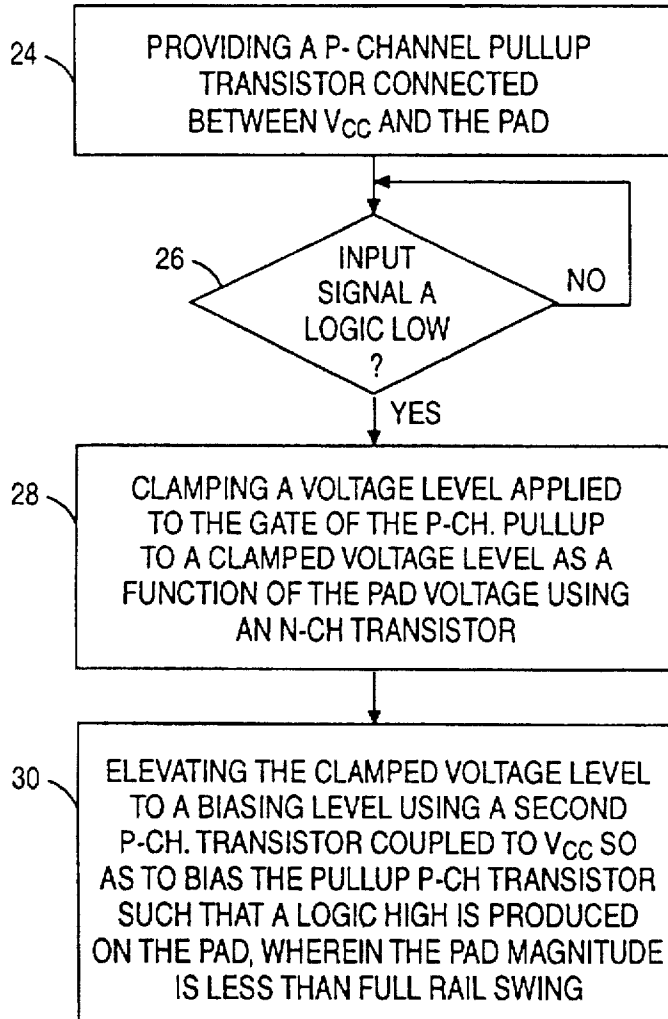 24
PROVIDING A P- CHANNEL PULLUP
TRANSISTOR CONNECTED
BETWEEN VCC AND THE PAD
26
INPUT
SIGNAL A
LOGIC LOW
?
NO
YES
28
CLAMPING A VOLTAGE LEVEL APPLIED
TO THE GATE OF THE P-CH. PULLUP
TO A CLAMPED VOLTAGE LEVEL AS A
FUNCTION OF THE PAD VOLTAGE USING
AN N-CH TRANSISTOR
30
ELEVATING THE CLAMPED VOLTAGE LEVEL
TO A BIASING LEVEL USING A SECOND
P-CH. TRANSISTOR COUPLED TO VCC SO
AS TO BIAS THE PULLUP P-CH TRANSISTOR
SUCH THAT A LOGIC HIGH IS PRODUCED
ON THE PAD, WHEREIN THE PAD MAGNITUDE
IS LESS THAN FULL RAIL SWING